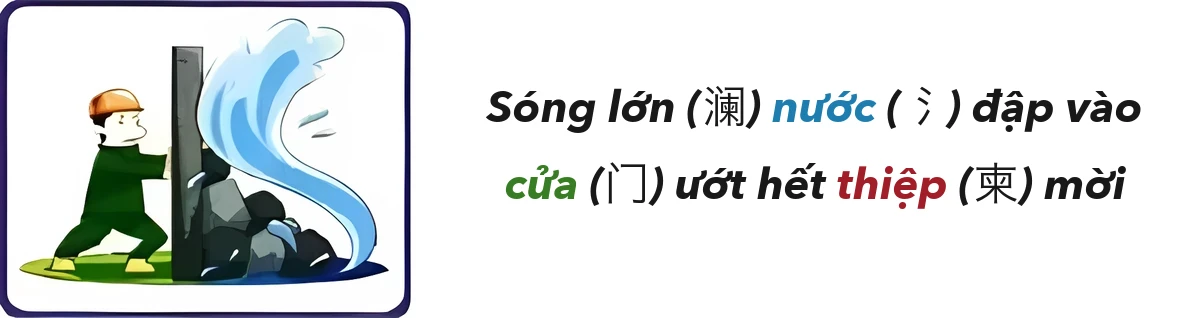 Sóng lớn (澜) nước (氵) đập vào
cửa (门) ướt hết thiệp (柬) mời